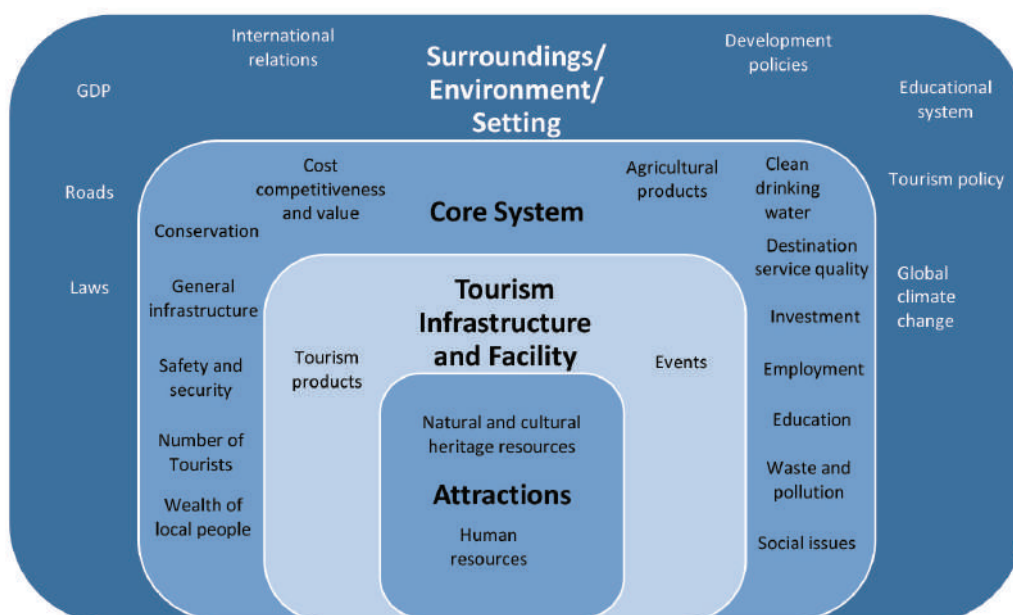 International
relations
Surroundings/
Environment/
Setting
Development
policies
GDP
Educational
system
Roads
Tourism policy
Laws
Global
climate
change
Cost
competitiveness
and value
Core System
Agricultural
products
Clean
drinking
water
Conservation
Destination
service quality
General
infrastructure
Investment
Safety and
security
Employment
Number of
Tourists
Education
Wealth of
local people
Waste and
pollution
Social issues
Tourism
Infrastructure
and Facility
Tourism
products
Events
Natural and cultural
heritage resources
Attractions
Human
resources